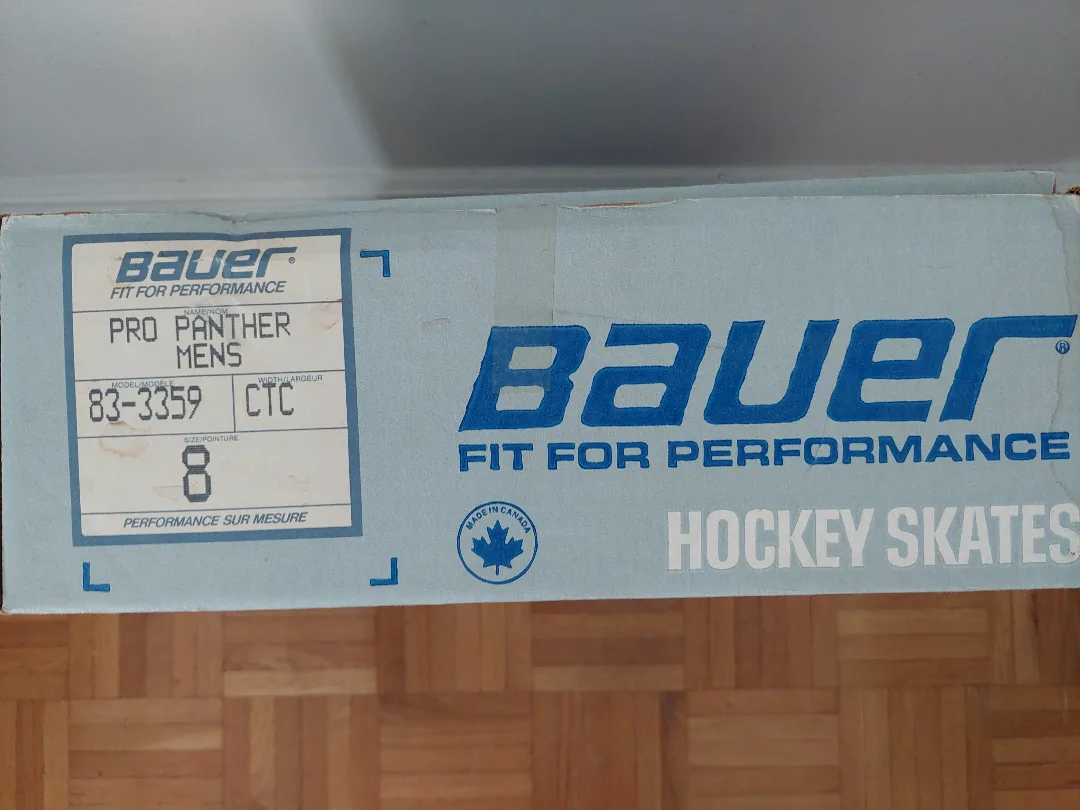 Bauer®
FIT FOR PERFORMANCE
NAME/NOM
PRO PANTHER
MENS
MODEL/MODÈLE
83-3359
WIDTH/LARGEUR
CTC
SIZE/POINTURE
8
PERFORMANCE SUR MESURE
Bauer®
FIT FOR PERFORMANCE
MADE IN CANADA
HOCKEY SKATES